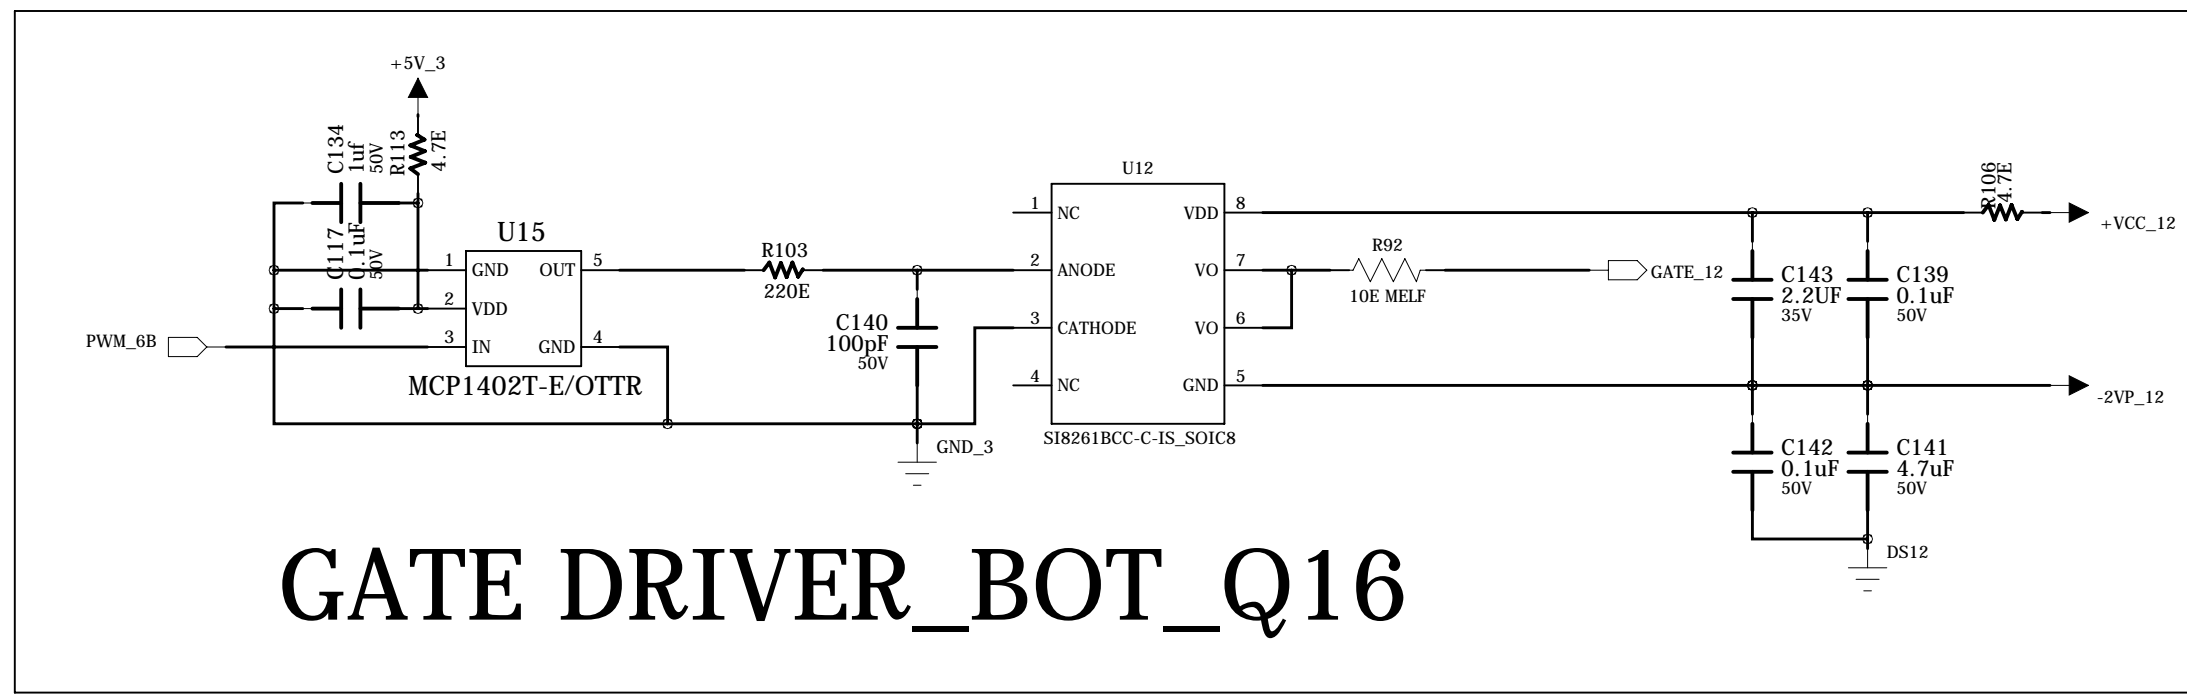 +5V_3
C134
1uf
50V
R113
4.7E
C117
0.1uF
50V
U15
1 GND OUT 5
2 VDD
3 IN GND 4
MCP1402T-E/OTTR
PWM_6B
R103
220E
C140
100pF
50V
GND_3
U12
1 NC VDD 8
2 ANODE VO 7
3 CATHODE VO 6
4 NC GND 5
SI8261BCC-C-IS_SOIC8
R92
10E MELF
GATE_12
R106
4.7E
+VCC_12
C143
2.2UF
35V
C139
0.1uF
50V
-2VP_12
C142
0.1uF
50V
C141
4.7uF
50V
DS12
GATE DRIVER_BOT_Q16